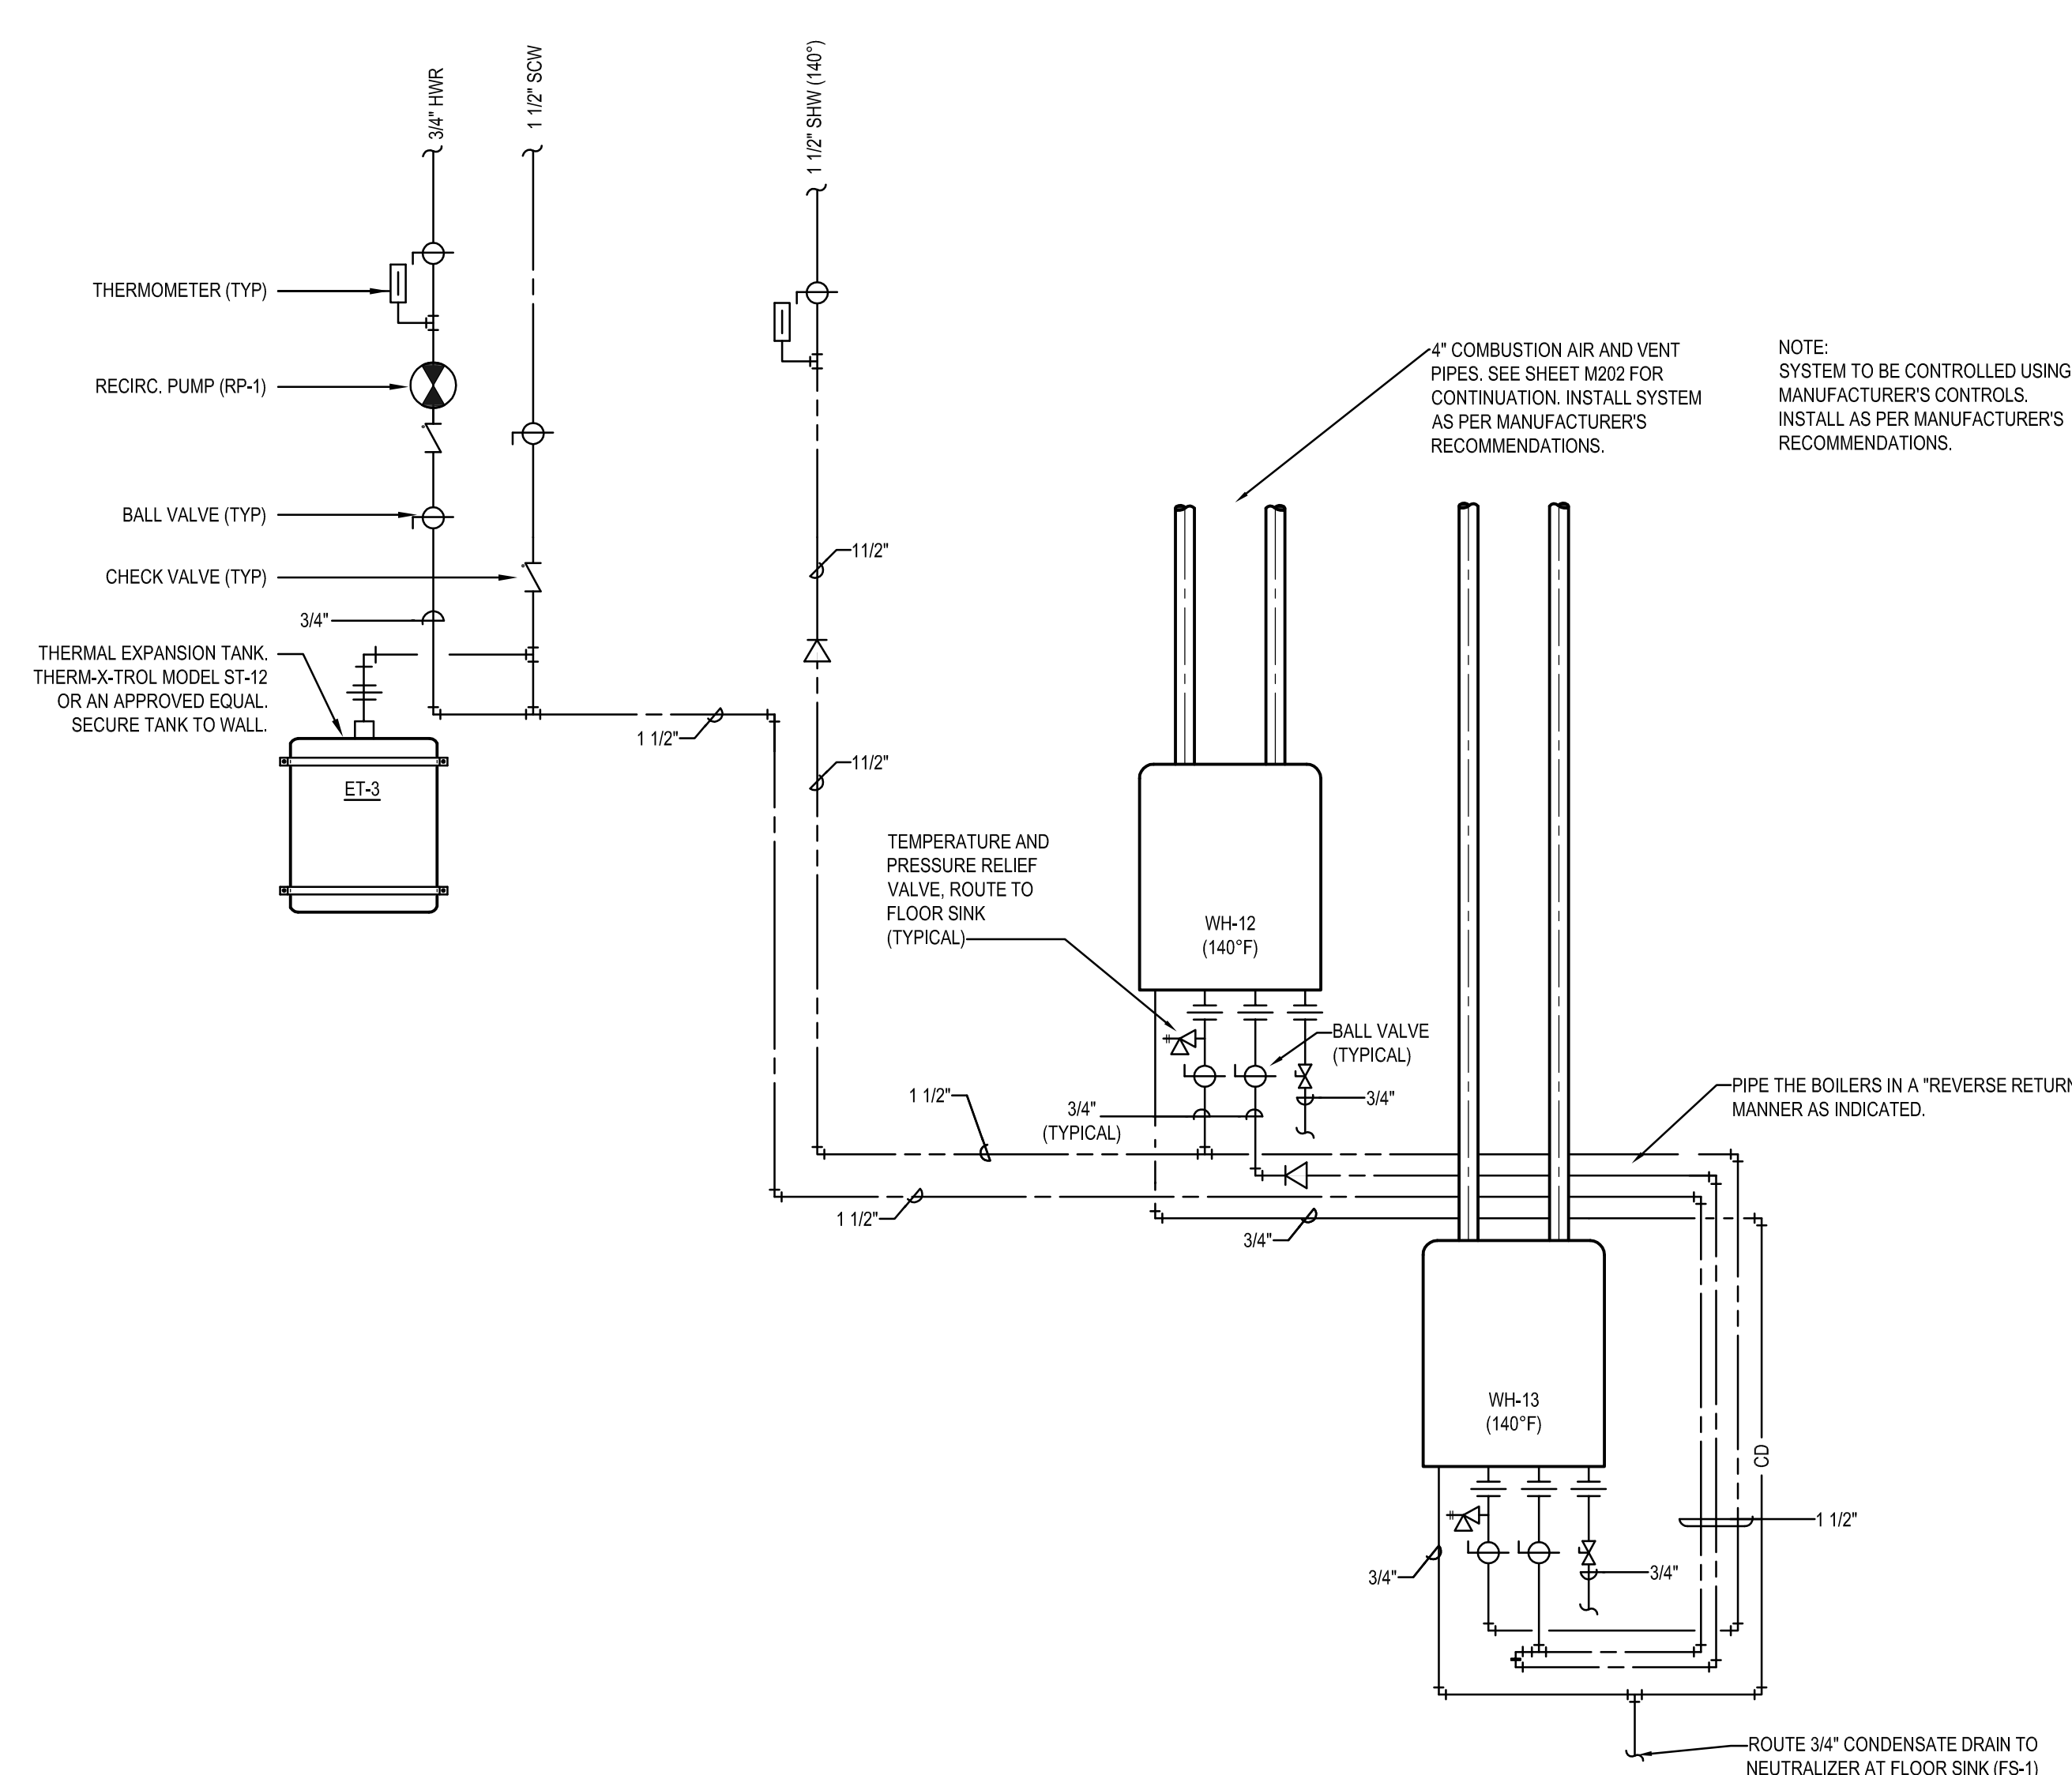 3/4" HWR
1 1/2" SCW
1 1/2" SHW (140°)
THERMOMETER (TYP)
RECIRC. PUMP (RP-1)
BALL VALVE (TYP)
CHECK VALVE (TYP)
3/4"
THERMAL EXPANSION TANK.
THERM-X-TROL MODEL ST-12
OR AN APPROVED EQUAL.
SECURE TANK TO WALL.
ET-3
1 1/2"
11/2"
11/2"
4" COMBUSTION AIR AND VENT
PIPES. SEE SHEET M202 FOR
CONTINUATION. INSTALL SYSTEM
AS PER MANUFACTURER'S
RECOMMENDATIONS.
NOTE:
SYSTEM TO BE CONTROLLED USING
MANUFACTURER'S CONTROLS.
INSTALL AS PER MANUFACTURER'S
RECOMMENDATIONS.
TEMPERATURE AND
PRESSURE RELIEF
VALVE, ROUTE TO
FLOOR SINK
(TYPICAL)
WH-12
(140°F)
BALL VALVE
(TYPICAL)
1 1/2"
3/4"
(TYPICAL)
3/4"
PIPE THE BOILERS IN A "REVERSE RETURN
MANNER AS INDICATED.
1 1/2"
3/4"
WH-13
(140°F)
CD
1 1/2"
3/4"
3/4"
ROUTE 3/4" CONDENSATE DRAIN TO
NEUTRALIZER AT FLOOR SINK (FS-1)